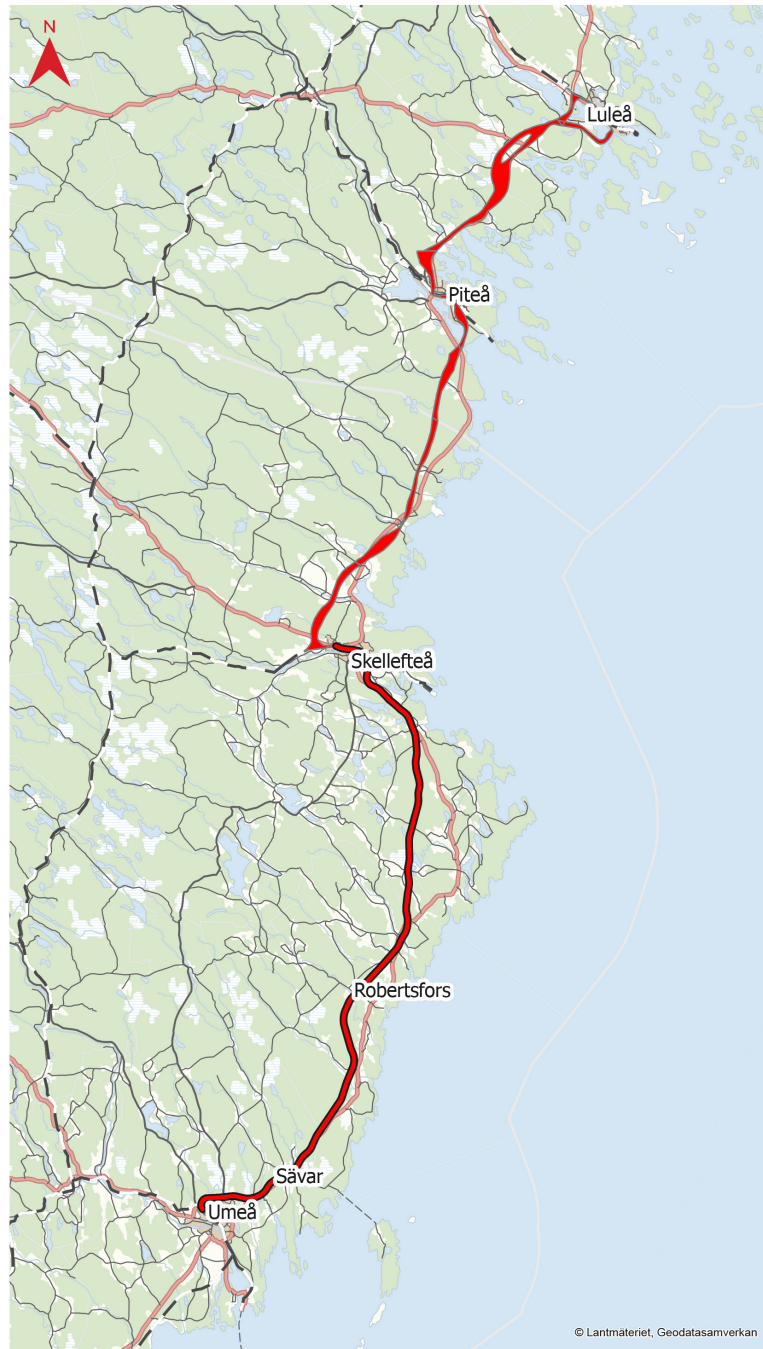 N
Luleå
Piteå
Skellefteå
Robertsfors
Sävar
Umeå
© Lantmäteriet, Geodatasamverkan